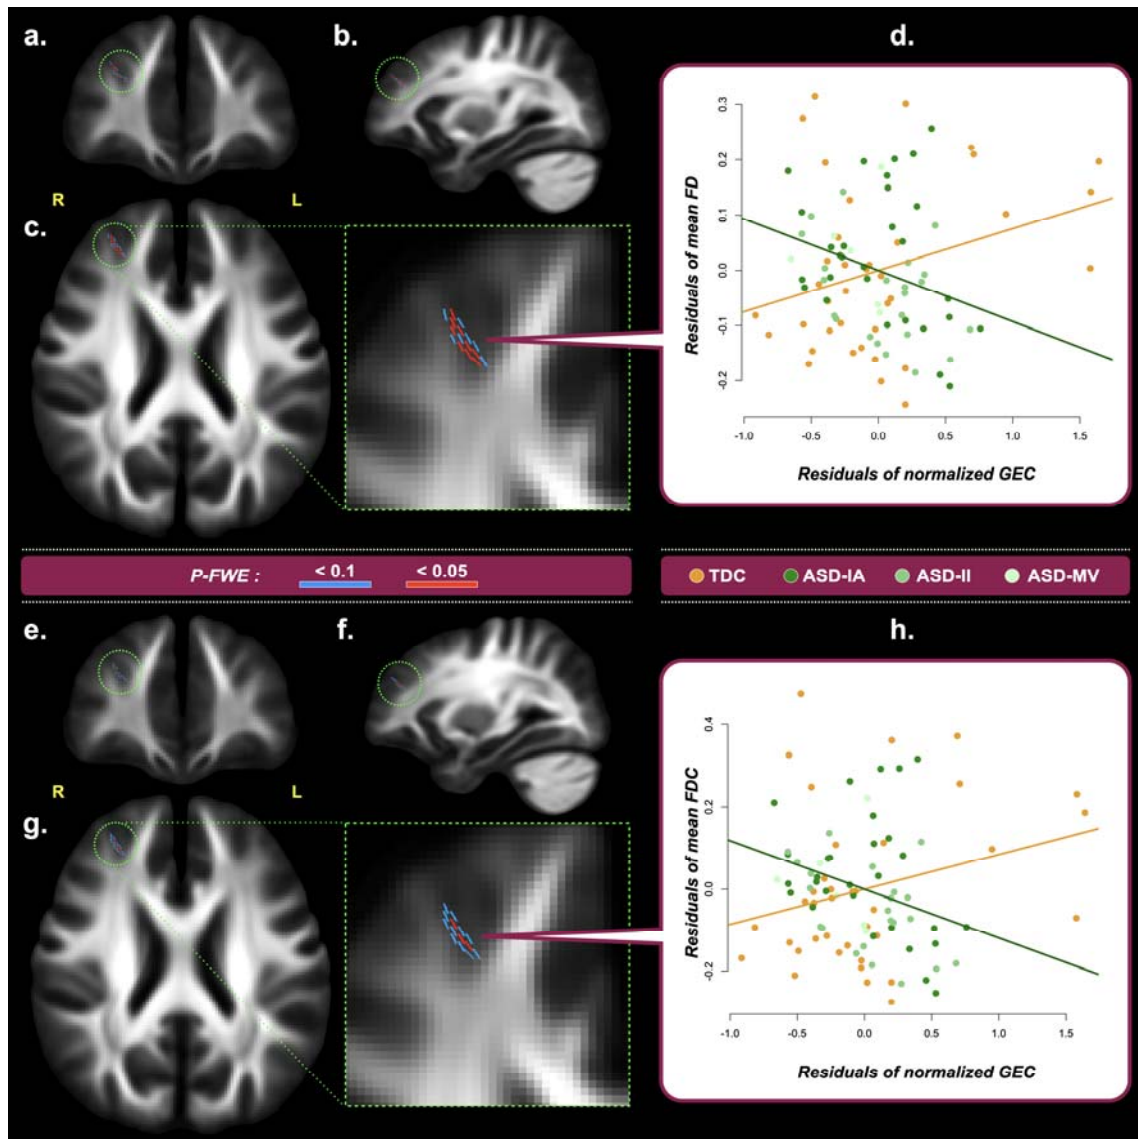 a.
b.
d.
R
L
c.
0.3
0.2
0.1
0.0
-0.1
-0.2
Residuals of mean FD
-1.0 -0.5 0.0 0.5 1.0 1.5
Residuals of normalized GEC
P-FWE : < 0.1 < 0.05
TDC ASD-IA ASD-II ASD-MV
e.
f.
h.
R
L
g.
0.4
0.2
0.0
-0.2
Residuals of mean FDC
-1.0 -0.5 0.0 0.5 1.0 1.5
Residuals of normalized GEC